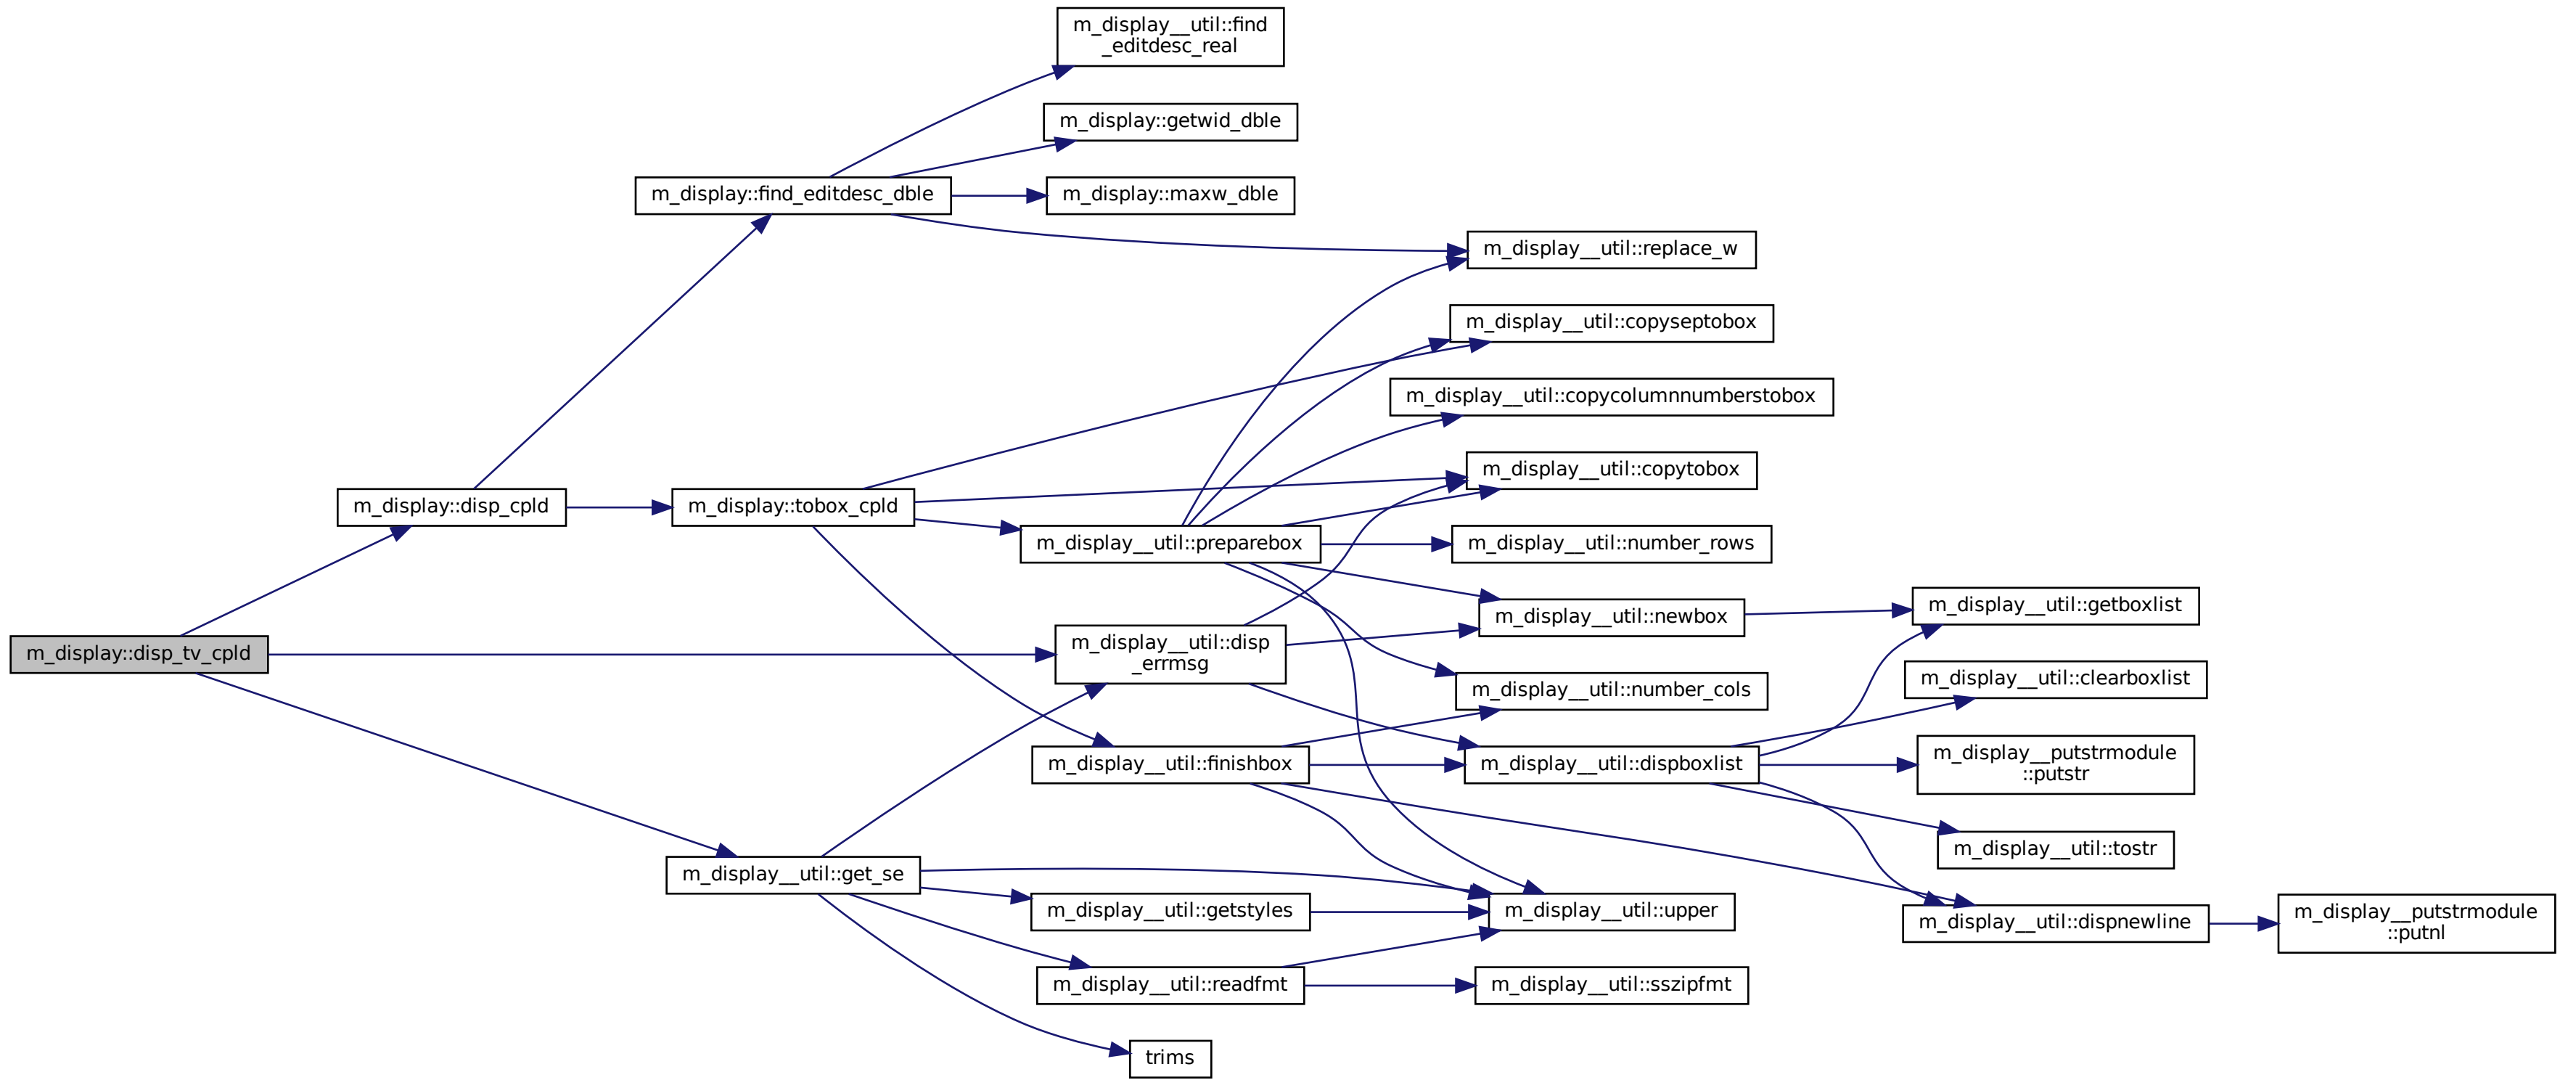 m_display__util::find
_editdesc_real
m_display::getwid_dble
m_display::find_editdesc_dble
m_display::maxw_dble
m_display__util::replace_w
m_display__util::copyseptobox
m_display__util::copycolumnnumberstobox
m_display__util::copytobox
m_display::disp_cpld
m_display::tobox_cpld
m_display__util::preparebox
m_display__util::number_rows
m_display__util::newbox
m_display__util::getboxlist
m_display::disp_tv_cpld
m_display__util::disp
_errmsg
m_display__util::number_cols
m_display__util::clearboxlist
m_display__util::finishbox
m_display__util::dispboxlist
m_display__putstrmodule
::putstr
m_display__util::tostr
m_display__util::get_se
m_display__util::getstyles
m_display__util::upper
m_display__util::dispnewline
m_display__putstrmodule
::putnl
m_display__util::readfmt
m_display__util::sszipfmt
trims